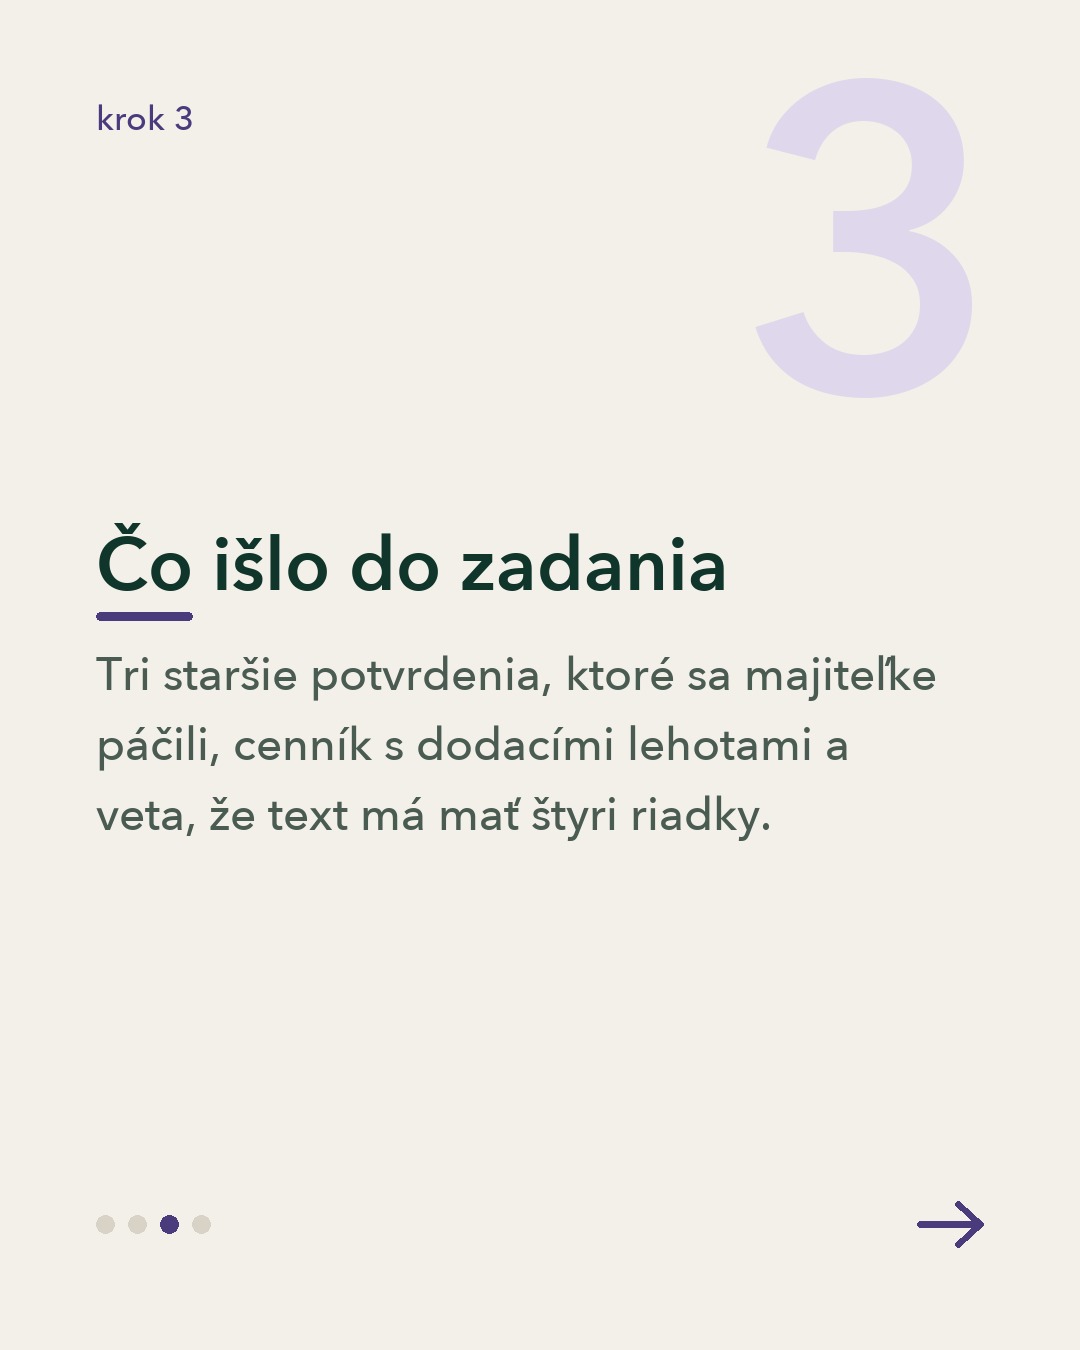 krok 3
3
Čo išlo do zadania
Tri staršie potvrdenia, ktoré sa majiteľke
páčili, cenník s dodacími lehotami a
veta, že text má mať štyri riadky.